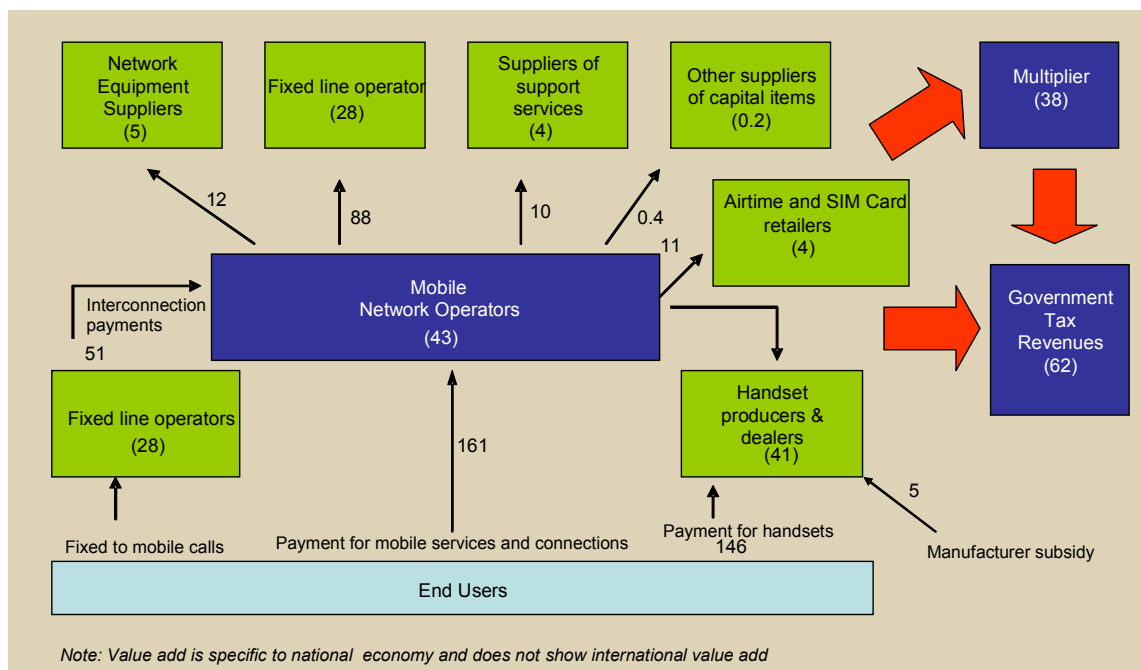 Network
Equipment
Suppliers
(5)
Fixed line operator
(28)
Suppliers of
support
services
(4)
Other suppliers
of capital items
(0.2)
Multiplier
(38)
12
88
10
0.4
11
Airtime and SIM Card
retailers
(4)
Interconnection
payments
51
Mobile
Network Operators
(43)
Government
Tax
Revenues
(62)
Fixed line operators
(28)
161
Handset
producers &
dealers
(41)
5
Fixed to mobile calls
Payment for mobile services and connections
Payment for handsets
146
Manufacturer subsidy
End Users
Note: Value add is specific to national economy and does not show international value add